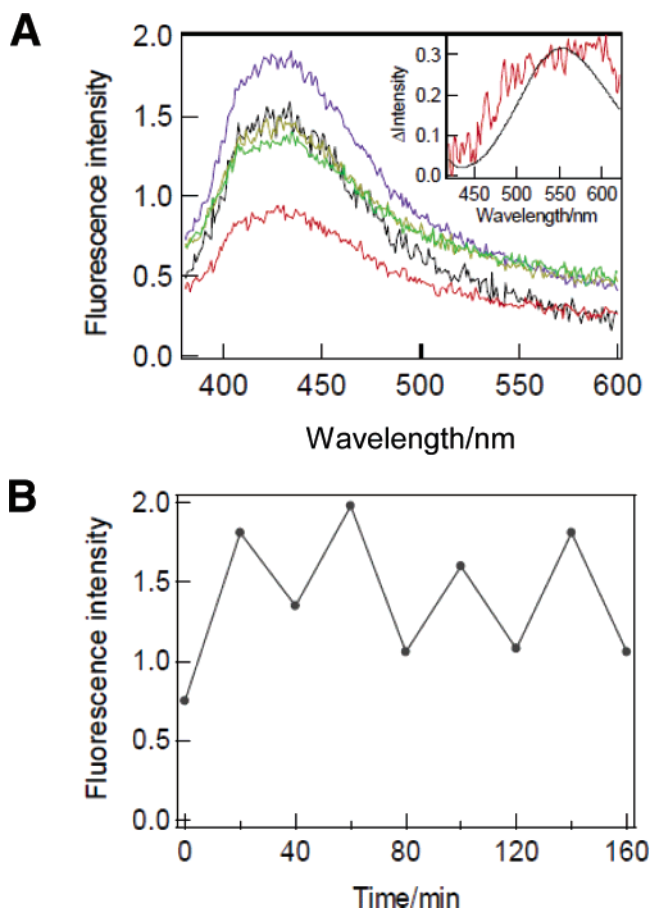 A
Fluorescence intensity
2.0
1.5
1.0
0.5
0.0
400 450 500 550 600
Wavelength/nm
ΔIntensity
0.3
0.2
0.1
0.0
450 500 550 600
Wavelength/nm
B
Fluorescence intensity
2.0
1.5
1.0
0.5
0.0
0 40 80 120 160
Time/min